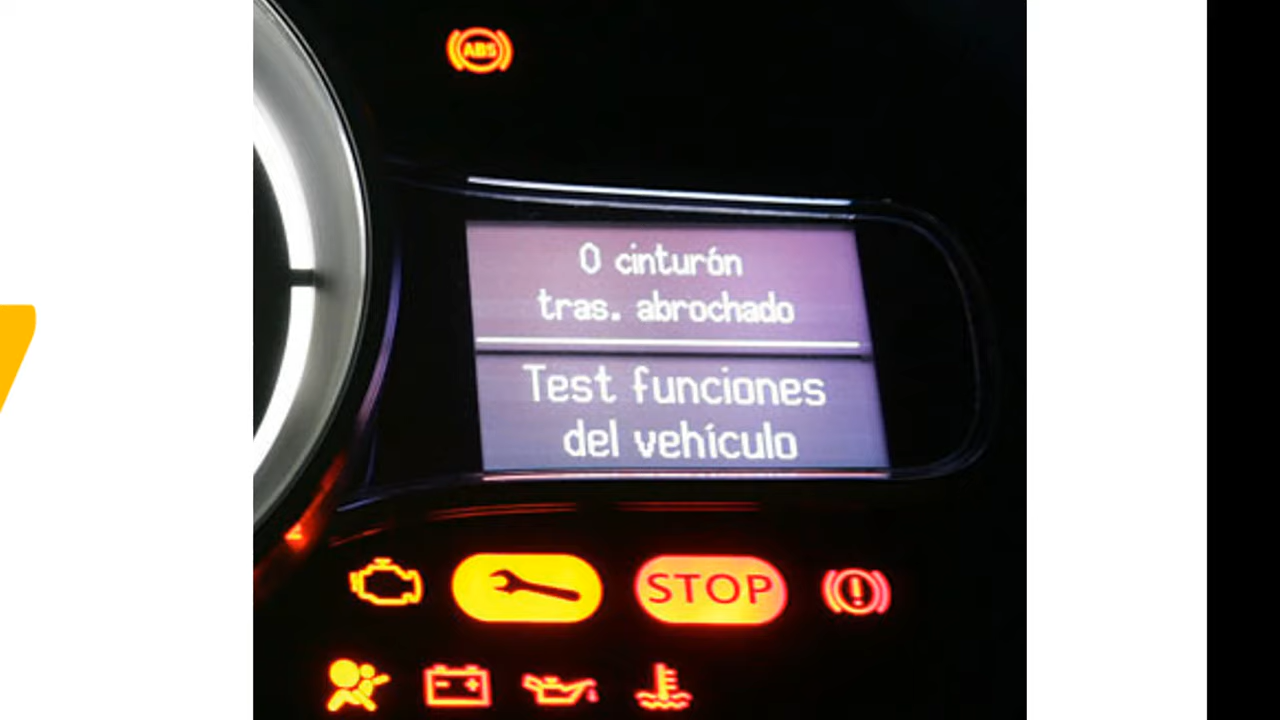 ABS
0 cinturón
tras. abrochado
Test funciones
del vehículo
STOP